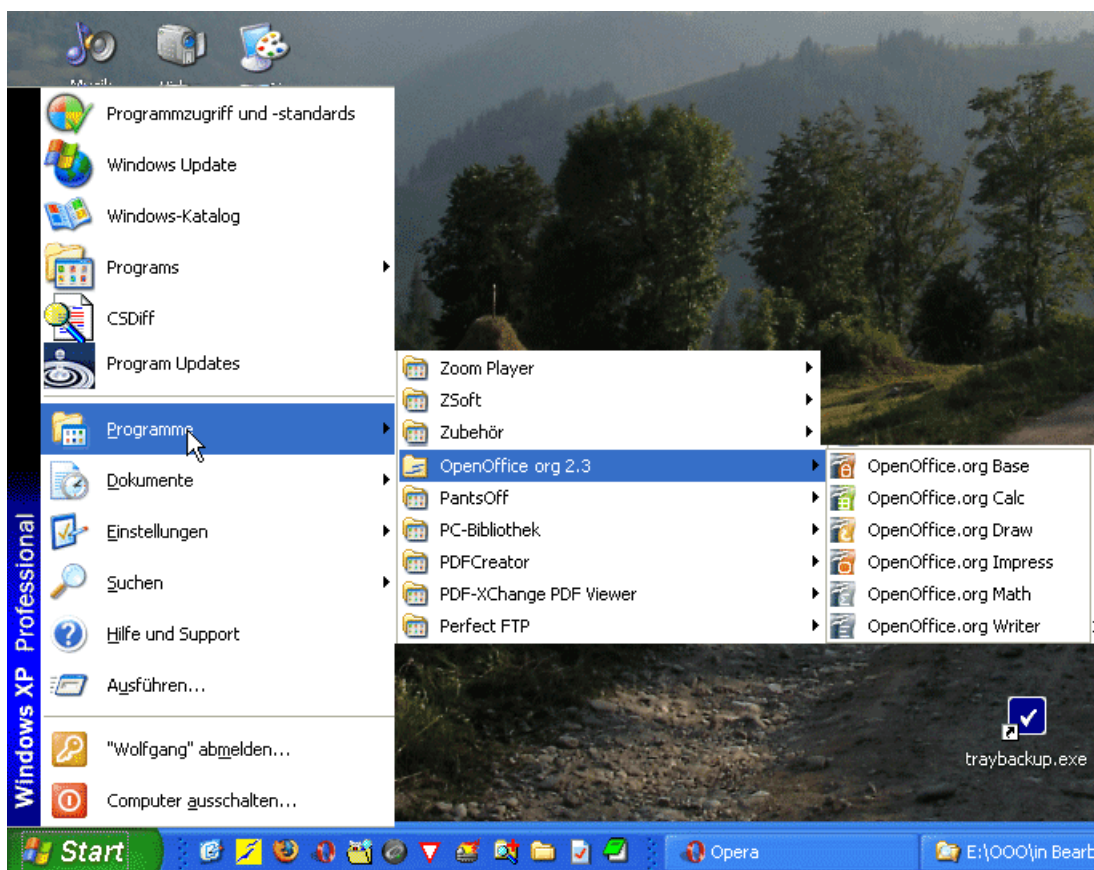 Programmzugriff und -standards
Windows Update
Windows-Katalog
Programs
CSDiff
Program Updates
Programme
Dokumente
Einstellungen
Suchen
Hilfe und Support
Ausführen...
"Wolfgang" abmelden...
Computer ausschalten...
Windows XP Professional
Zoom Player
ZSoft
Zubehör
OpenOffice org 2.3
PantsOff
PC-Bibliothek
PDFCreator
PDF-XChange PDF Viewer
Perfect FTP
OpenOffice.org Base
OpenOffice.org Calc
OpenOffice.org Draw
OpenOffice.org Impress
OpenOffice.org Math
OpenOffice.org Writer
traybackup.exe
Start
Opera
E:\OOO\in Bearb